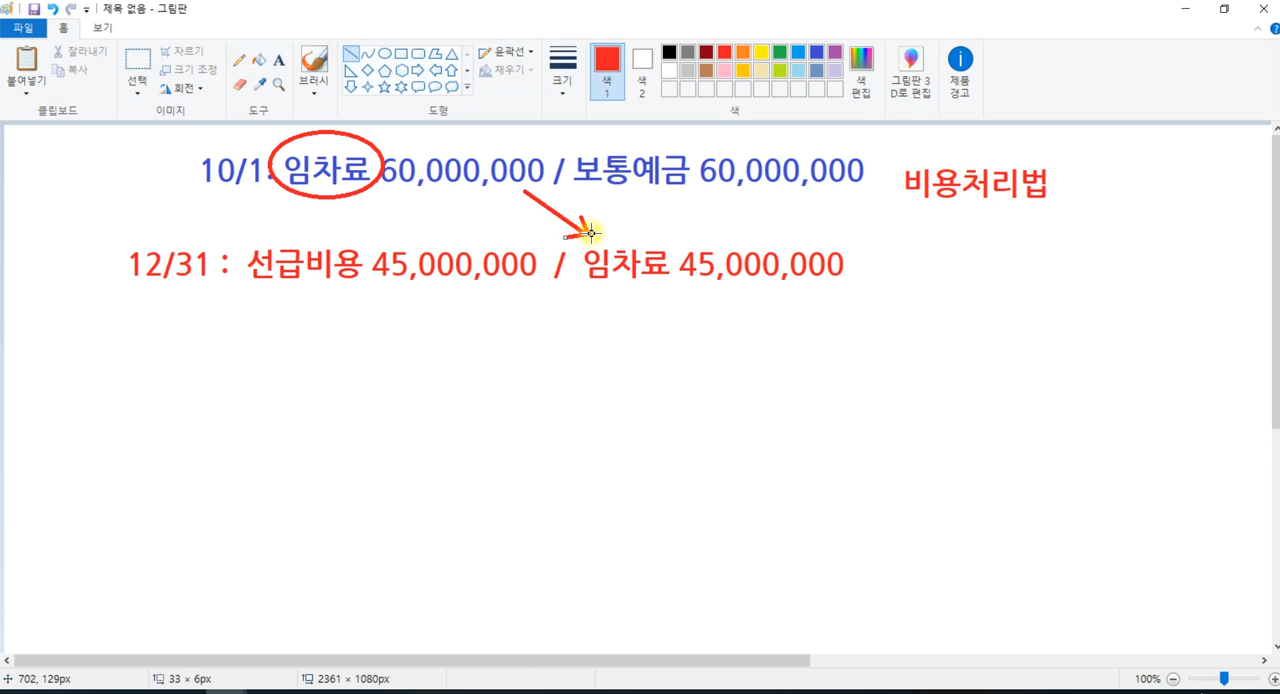 제목 없음 - 그림판
파일 홈 보기
붙여넣기 잘라내기 복사 클립보드
선택 자르기 크기 조정 회전 이미지
A 도구
브러시
윤곽선 채우기 도형
크기
색 1 색 2 색 편집 색
그림판 3D로 편집
제품 경고
10/1: 임차료 60,000,000 / 보통예금 60,000,000 비용처리법
12/31 : 선급비용 45,000,000 / 임차료 45,000,000
702, 129px 33 × 6px 2361 × 1080px 100%